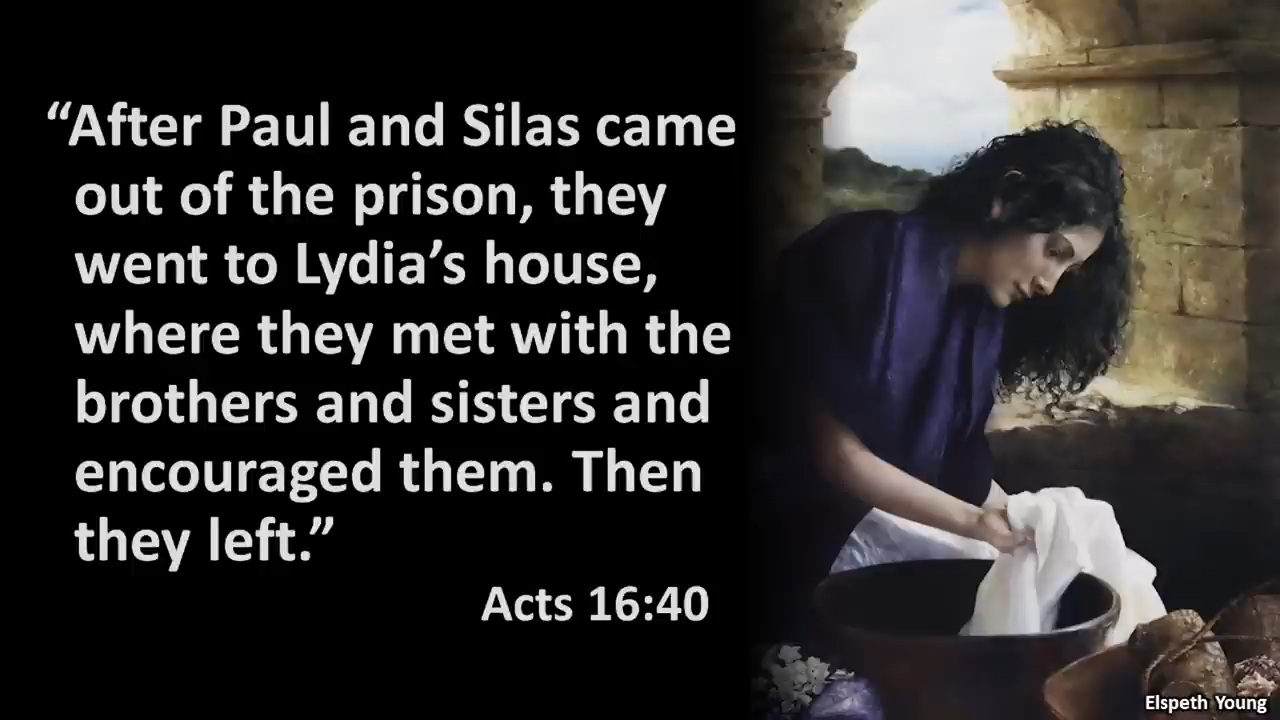 “After Paul and Silas came
out of the prison, they
went to Lydia’s house,
where they met with the
brothers and sisters and
encouraged them. Then
they left.”
Acts 16:40
Elspeth Young